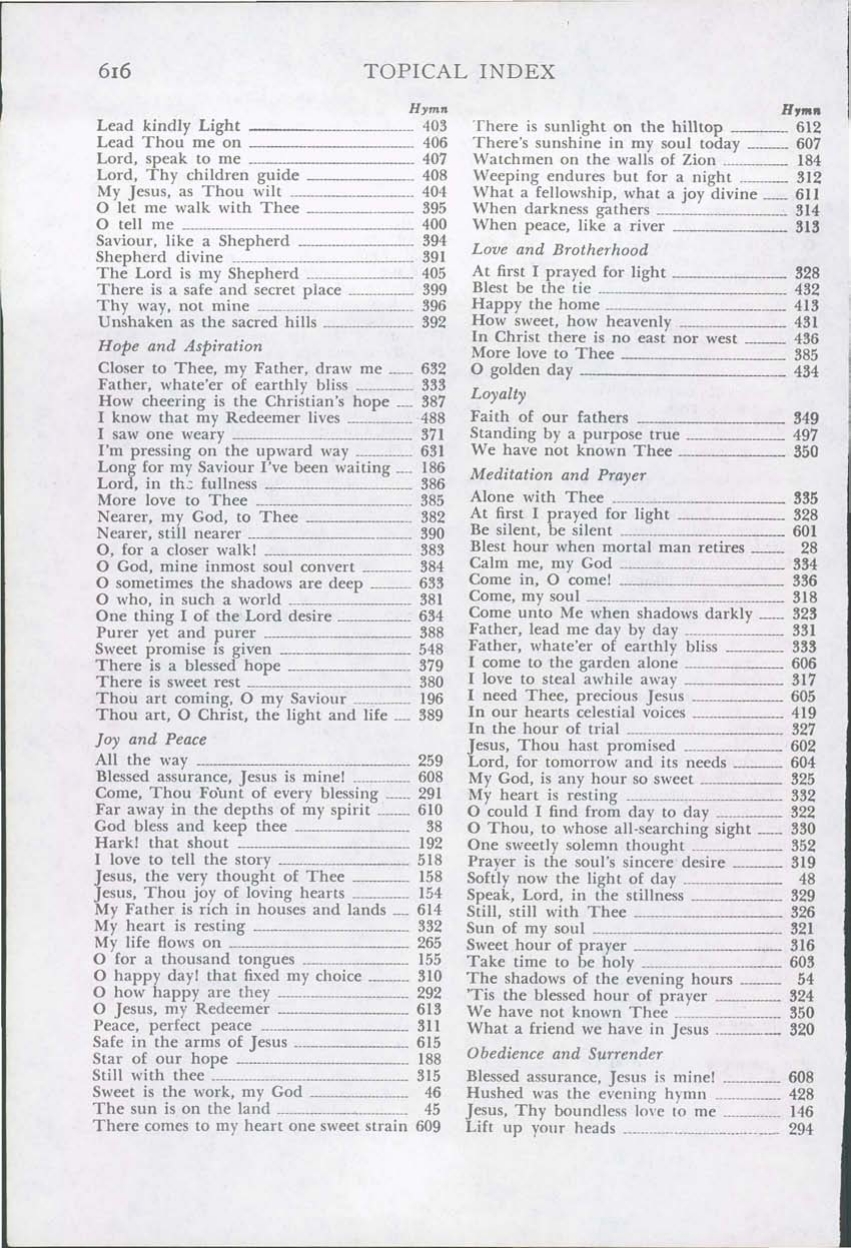 616
TOPICAL INDEX
Hymn
Lead kindly Light 403
Lead Thou me on 406
Lord, speak to me 407
Lord, Thy children guide 408
My Jesus, as Thou wilt 404
O let me walk with Thee 395
O tell me 400
Saviour, like a Shepherd 394
Shepherd divine 391
The Lord is my Shepherd 405
There is a safe and secret place 399
Thy way, not mine 396
Unshaken as the sacred hills 392
Hope and Aspiration
Closer to Thee, my Father, draw me 632
Father, whate'er of earthly bliss 333
How cheering is the Christian's hope 387
I know that my Redeemer lives 488
I saw one weary 371
I'm pressing on the upward way 631
Long for my Saviour I've been waiting 186
Lord, in the fullness 386
More love to Thee 385
Nearer, my God, to Thee 382
Nearer, still nearer 390
O, for a closer walk! 383
O God, mine inmost soul convert 384
O sometimes the shadows are deep 633
O who, in such a world 381
One thing I of the Lord desire 634
Purer yet and purer 388
Sweet promise is given 548
There is a blessed hope 379
There is sweet rest 380
Thou art coming, O my Saviour 196
Thou art, O Christ, the light and life 389
Joy and Peace
All the way 259
Blessed assurance, Jesus is mine! 608
Come, Thou Fount of every blessing 291
Far away in the depths of my spirit 610
God bless and keep thee 38
Hark! that shout 192
I love to tell the story 518
Jesus, the very thought of Thee 158
Jesus, Thou joy of loving hearts 154
My Father is rich in houses and lands 614
My heart is resting 332
My life flows on 265
O for a thousand tongues 155
O happy day! that fixed my choice 310
O how happy are they 292
O Jesus, my Redeemer 613
Peace, perfect peace 311
Safe in the arms of Jesus 615
Star of our hope 188
Still with thee 315
Sweet is the work, my God 46
The sun is on the land 45
There comes to my heart one sweet strain 609
Hymn
There is sunlight on the hilltop 612
There's sunshine in my soul today 607
Watchmen on the walls of Zion 184
Weeping endures but for a night 312
What a fellowship, what a joy divine 611
When darkness gathers 314
When peace, like a river 313
Love and Brotherhood
At first I prayed for light 328
Blest be the tie 432
Happy the home 413
How sweet, how heavenly 431
In Christ there is no east nor west 436
More love to Thee 385
O golden day 434
Loyalty
Faith of our fathers 349
Standing by a purpose true 497
We have not known Thee 350
Meditation and Prayer
Alone with Thee 335
At first I prayed for light 328
Be silent, be silent 601
Blest hour when mortal man retires 28
Calm me, my God 334
Come in, O come! 336
Come, my soul 318
Come unto Me when shadows darkly 323
Father, lead me day by day 331
Father, whate'er of earthly bliss 333
I come to the garden alone 606
I love to steal awhile away 317
I need Thee, precious Jesus 605
In our hearts celestial voices 419
In the hour of trial 327
Jesus, Thou hast promised 602
Lord, for tomorrow and its needs 604
My God, is any hour so sweet 325
My heart is resting 332
O could I find from day to day 322
O Thou, to whose all-searching sight 330
One sweetly solemn thought 352
Prayer is the soul's sincere desire 319
Softly now the light of day 48
Speak, Lord, in the stillness 329
Still, still with Thee 326
Sun of my soul 321
Sweet hour of prayer 316
Take time to be holy 603
The shadows of the evening hours 54
'Tis the blessed hour of prayer 324
We have not known Thee 350
What a friend we have in Jesus 320
Obedience and Surrender
Blessed assurance, Jesus is mine! 608
Hushed was the evening hymn 428
Jesus, Thy boundless love to me 146
Lift up your heads 294